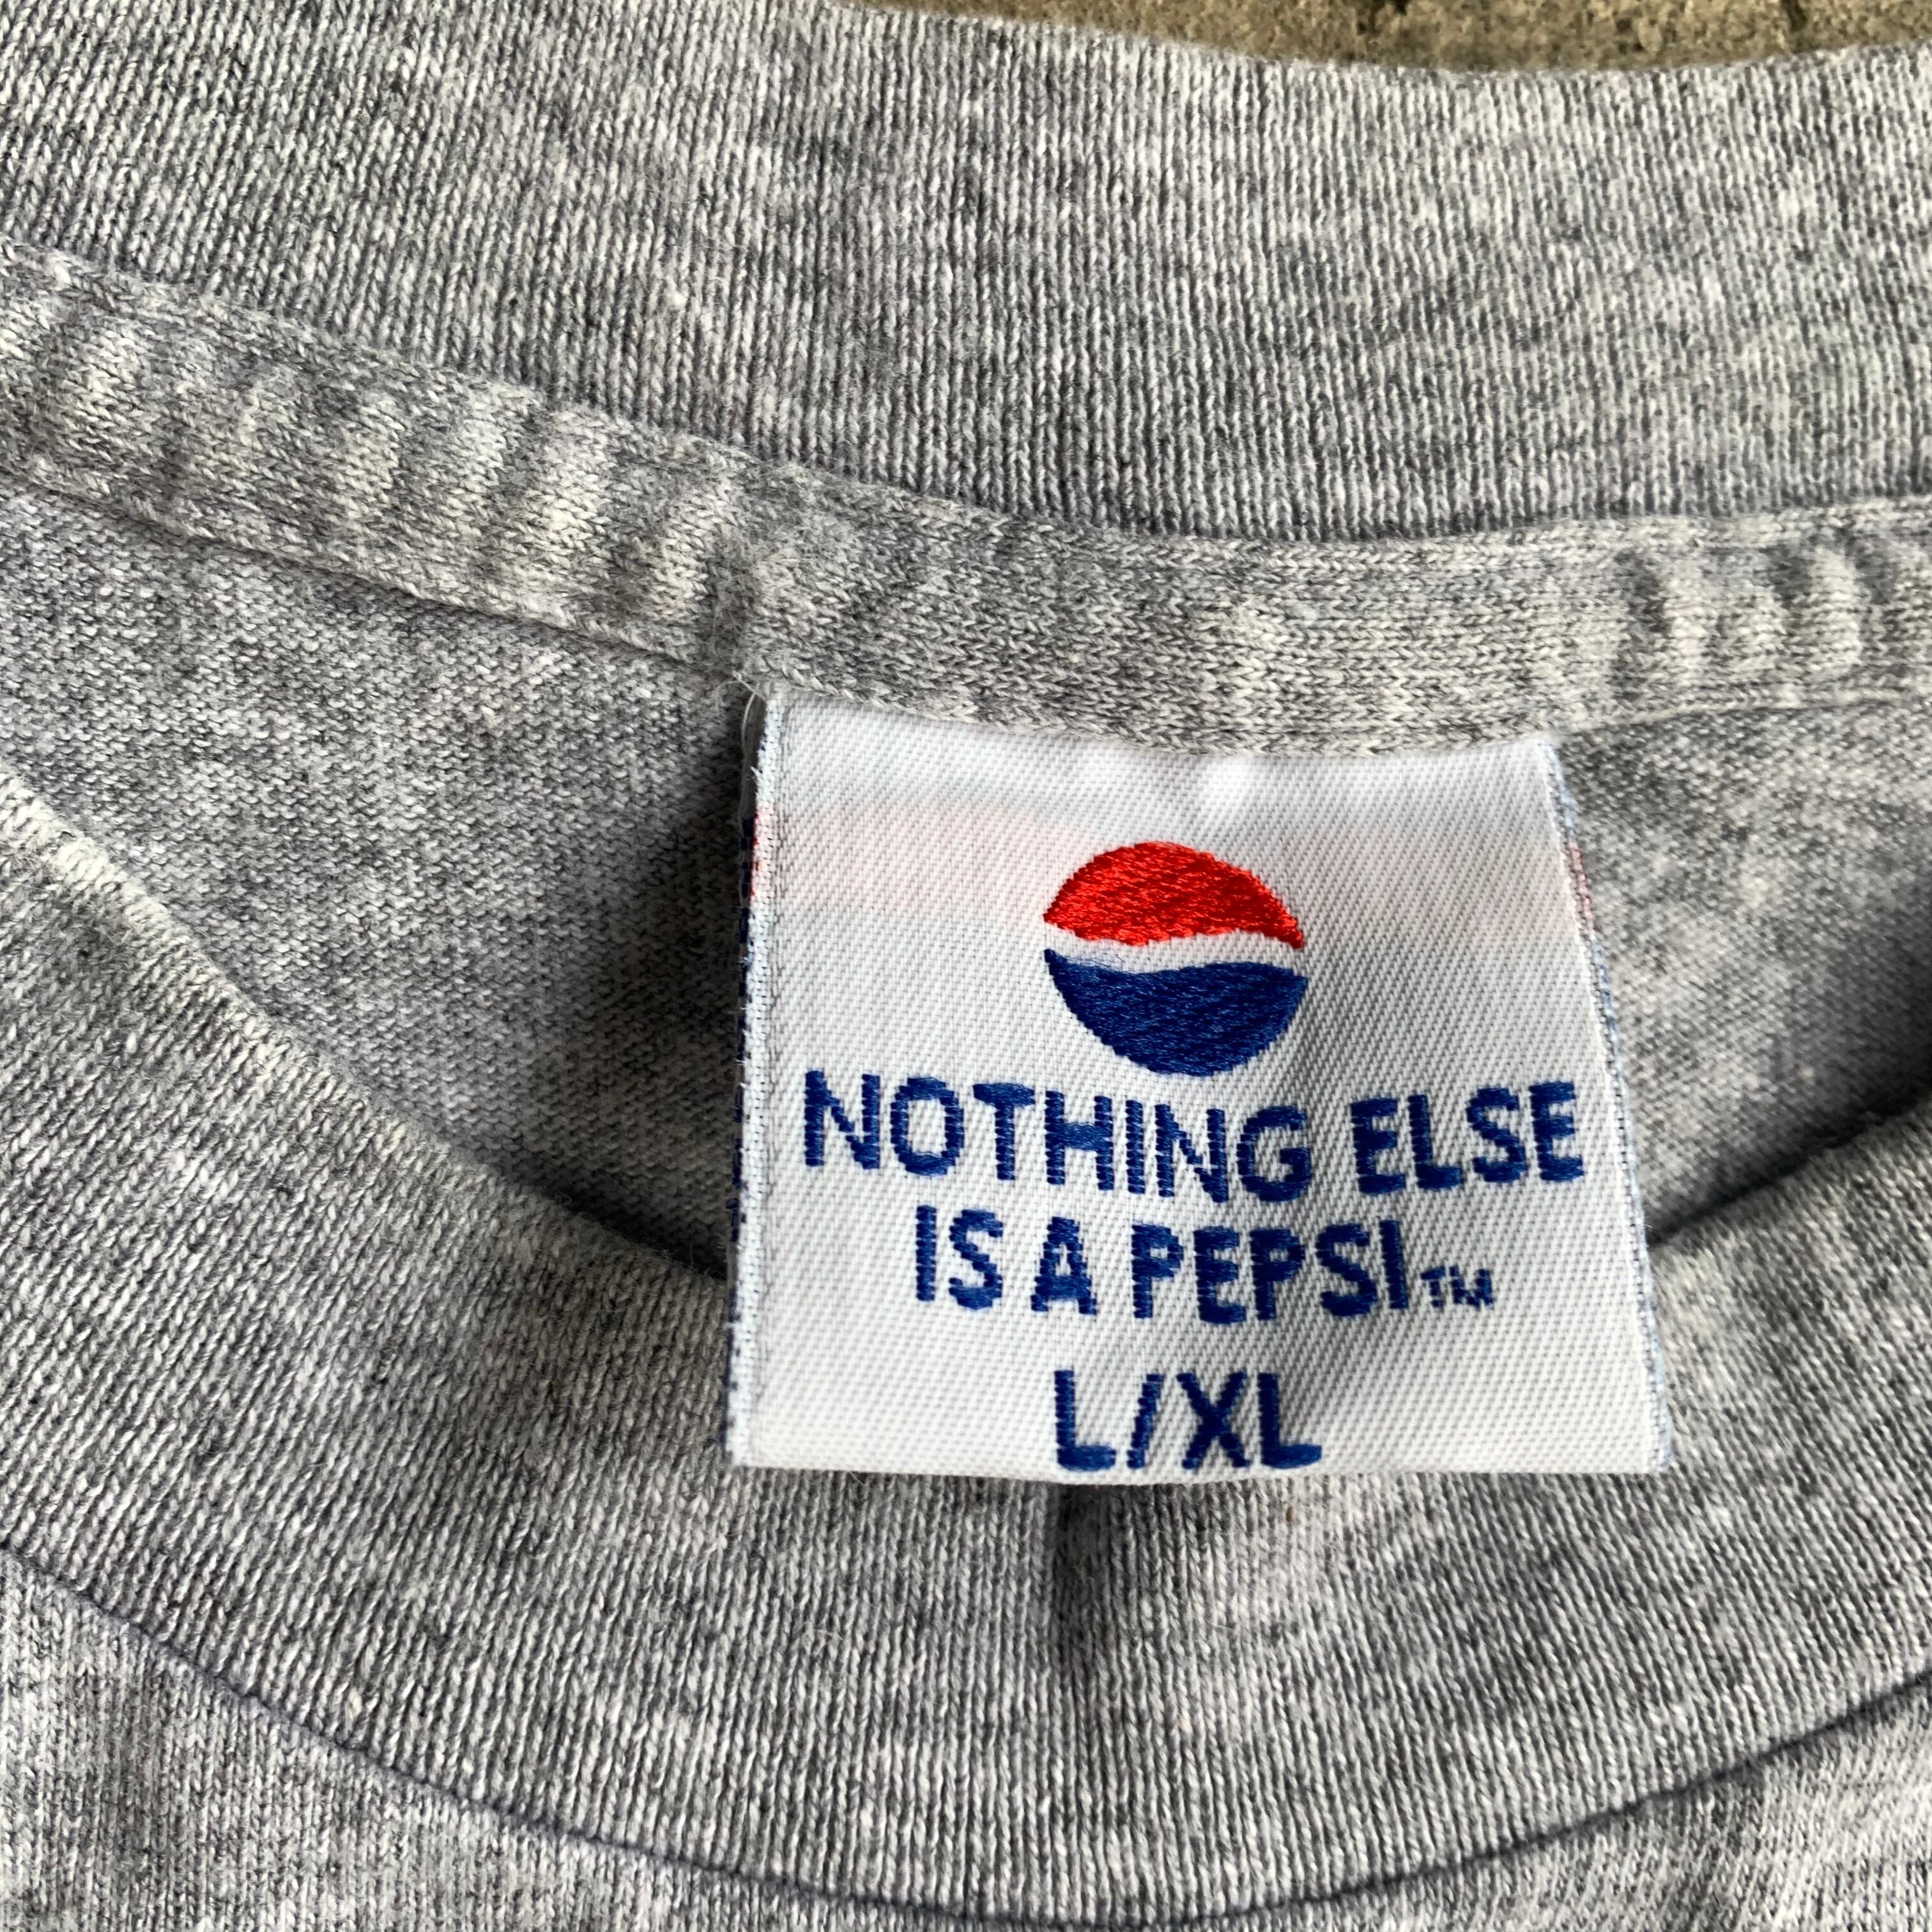 NOTHING ELSE
IS A PEPSI™
L/XL